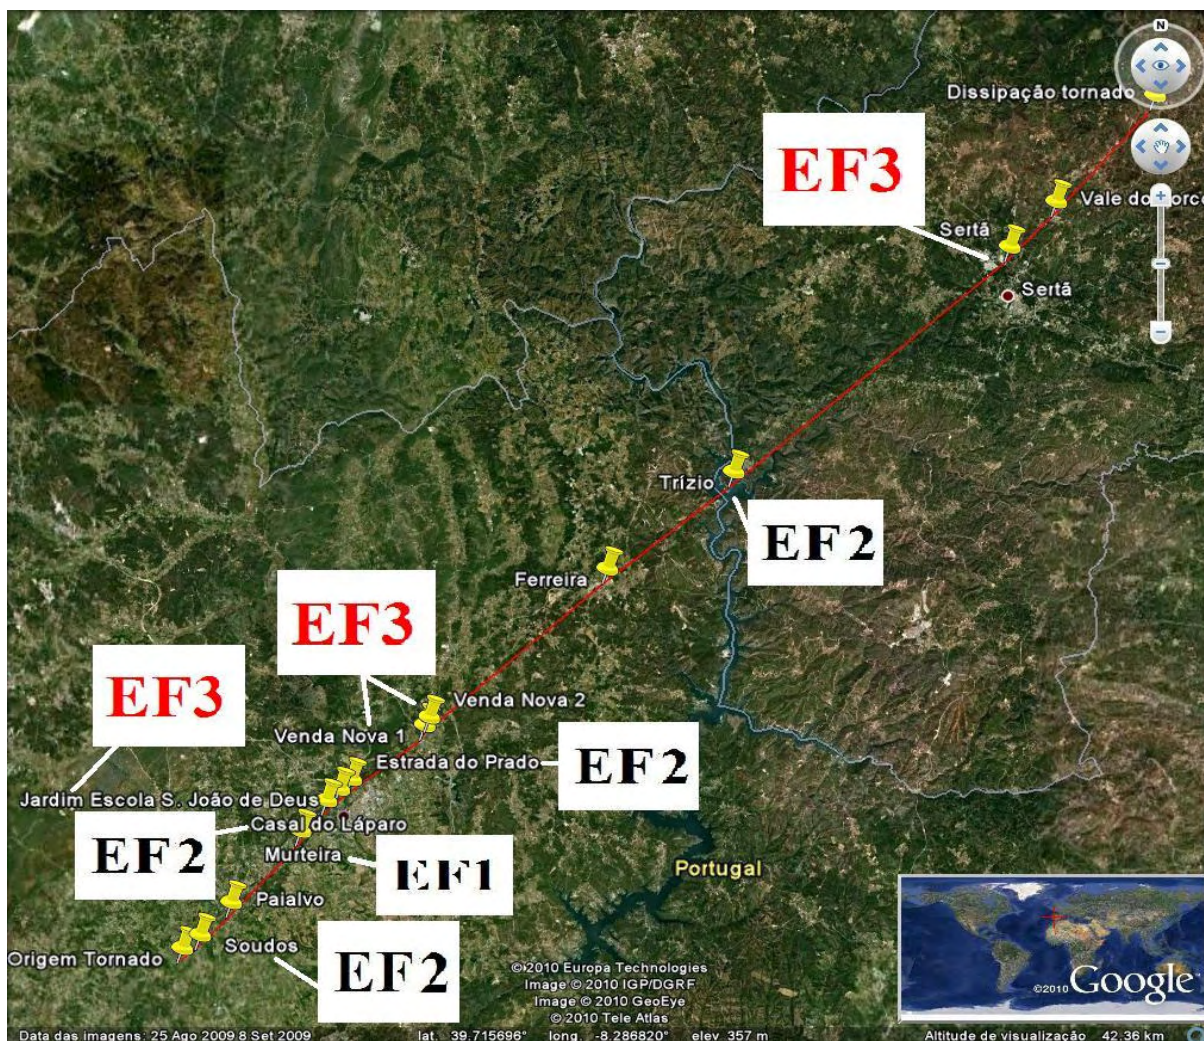 N
Dissipação tornado
EF3
Vale do
Sertã
Sertã
Trízio
EF2
Ferreira
EF3
EF3
Venda Nova 2
Venda Nova 1
Estrada do Prado
EF2
Jardim Escola S. João de Deus
Casal do Láparo
EF2
Murteira
EF1
Portugal
Paialvo
Soudos
Origem Tornado
EF2
© 2010 Europa Technologies
Image © 2010 IGP/DGRF
Image © 2010 GeoEye
© 2010 Tele Atlas
©2010 Google
Data das imagens: 25 Ago 2009 8 Set 2009 lat. 39.715696° long. -8.286820° elev 357 m Altitude de visualização 42.36 km